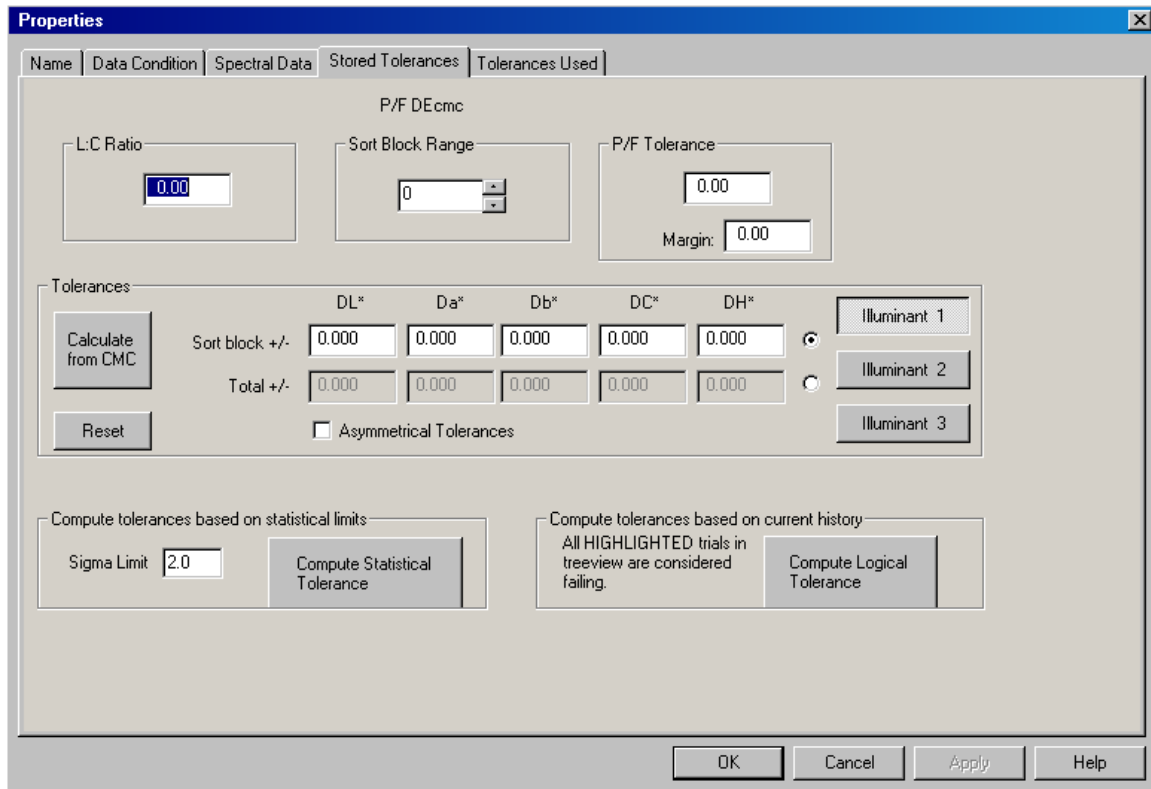 Properties
Name Data Condition Spectral Data Stored Tolerances Tolerances Used
P/F DEcmc
L:C Ratio
0.00
Sort Block Range
0
P/F Tolerance
0.00
Margin: 0.00
Tolerances
DL* Da* Db* DC* DH*
Calculate from CMC
Sort block +/- 0.000 0.000 0.000 0.000 0.000
Total +/- 0.000 0.000 0.000 0.000 0.000
Reset
Asymmetrical Tolerances
Illuminant 1
Illuminant 2
Illuminant 3
Compute tolerances based on statistical limits
Sigma Limit 2.0
Compute Statistical
Tolerance
Compute tolerances based on current history
All HIGHLIGHTED trials in
treeview are considered
failing.
Compute Logical
Tolerance
OK Cancel Apply Help